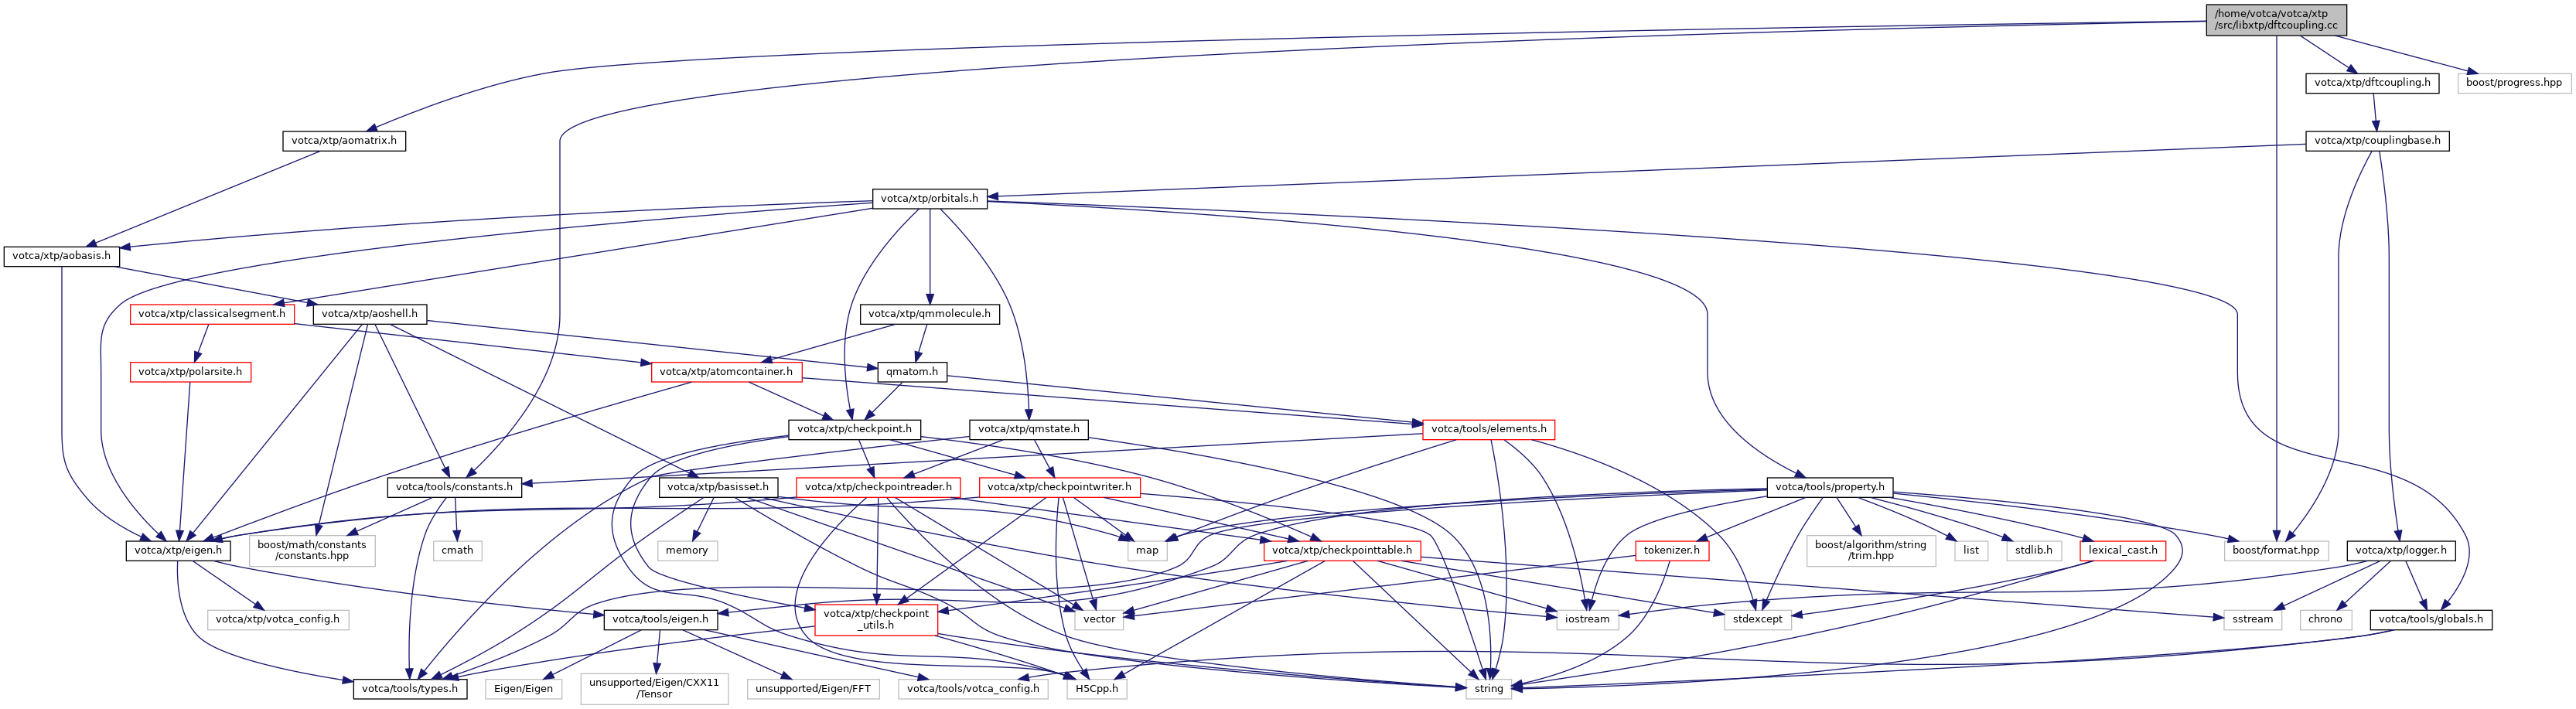 /home/votca/votca/xtp
/src/libxtp/dftcoupling.cc
votca/xtp/dftcoupling.h
boost/progress.hpp
votca/xtp/aomatrix.h
votca/xtp/couplingbase.h
votca/xtp/orbitals.h
votca/xtp/aobasis.h
votca/xtp/classicalsegment.h
votca/xtp/aoshell.h
votca/xtp/qmmolecule.h
votca/xtp/polarsite.h
votca/xtp/atomcontainer.h
qmatom.h
votca/xtp/checkpoint.h
votca/xtp/qmstate.h
votca/tools/elements.h
votca/tools/constants.h
votca/xtp/basisset.h
votca/xtp/checkpointreader.h
votca/xtp/checkpointwriter.h
votca/tools/property.h
votca/xtp/eigen.h
boost/math/constants
/constants.hpp
cmath
memory
map
votca/xtp/checkpointtable.h
tokenizer.h
boost/algorithm/string
/trim.hpp
list
stdlib.h
lexical_cast.h
boost/format.hpp
votca/xtp/logger.h
votca/xtp/votca_config.h
votca/tools/eigen.h
votca/xtp/checkpoint
_utils.h
vector
iostream
stdexcept
sstream
chrono
votca/tools/globals.h
votca/tools/types.h
Eigen/Eigen
unsupported/Eigen/CXX11
/Tensor
unsupported/Eigen/FFT
votca/tools/votca_config.h
H5Cpp.h
string